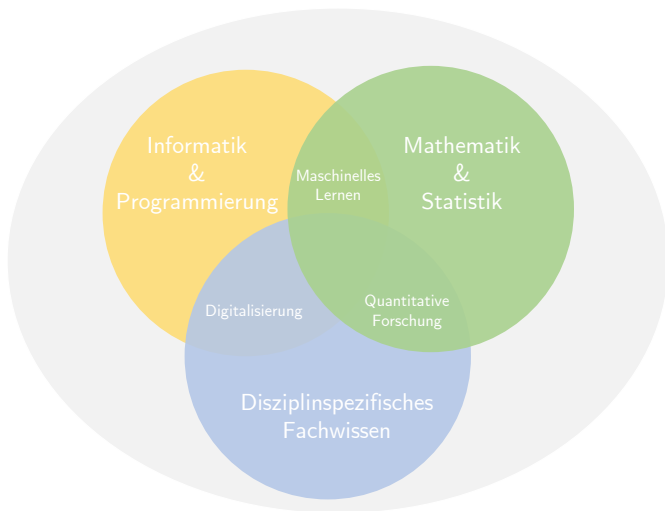 Informatik
&
Programmierung
Mathematik
&
Statistik
Maschinelles
Lernen
Digitalisierung
Quantitative
Forschung
Disziplinspezifisches
Fachwissen